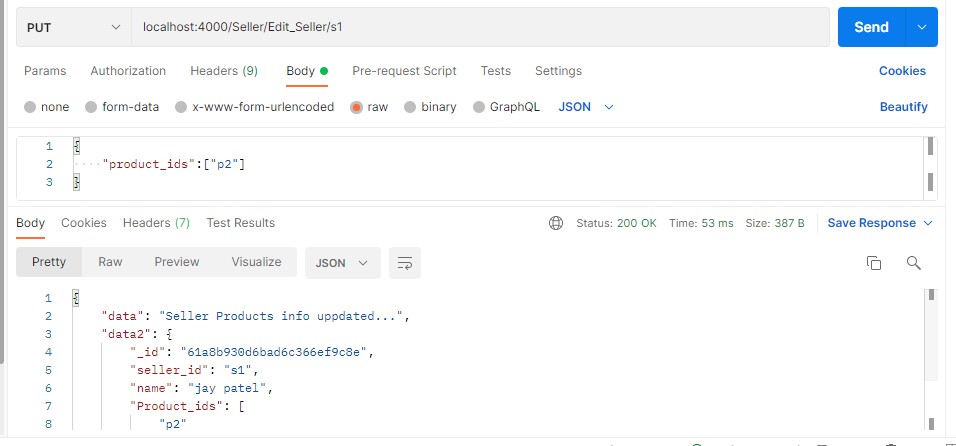 PUT localhost:4000/Seller/Edit_Seller/s1 Send
Params Authorization Headers (9) Body Pre-request Script Tests Settings Cookies
none form-data x-www-form-urlencoded raw binary GraphQL JSON Beautify
1 {
2 ····"product_ids":["p2"]
3 }
Body Cookies Headers (7) Test Results Status: 200 OK Time: 53 ms Size: 387 B Save Response
Pretty Raw Preview Visualize JSON
1 {
2 "data": "Seller Products info uppdated...",
3 "data2": {
4 "_id": "61a8b930d6bad6c366ef9c8e",
5 "seller_id": "s1",
6 "name": "jay patel",
7 "Product_ids": [
8 "p2"